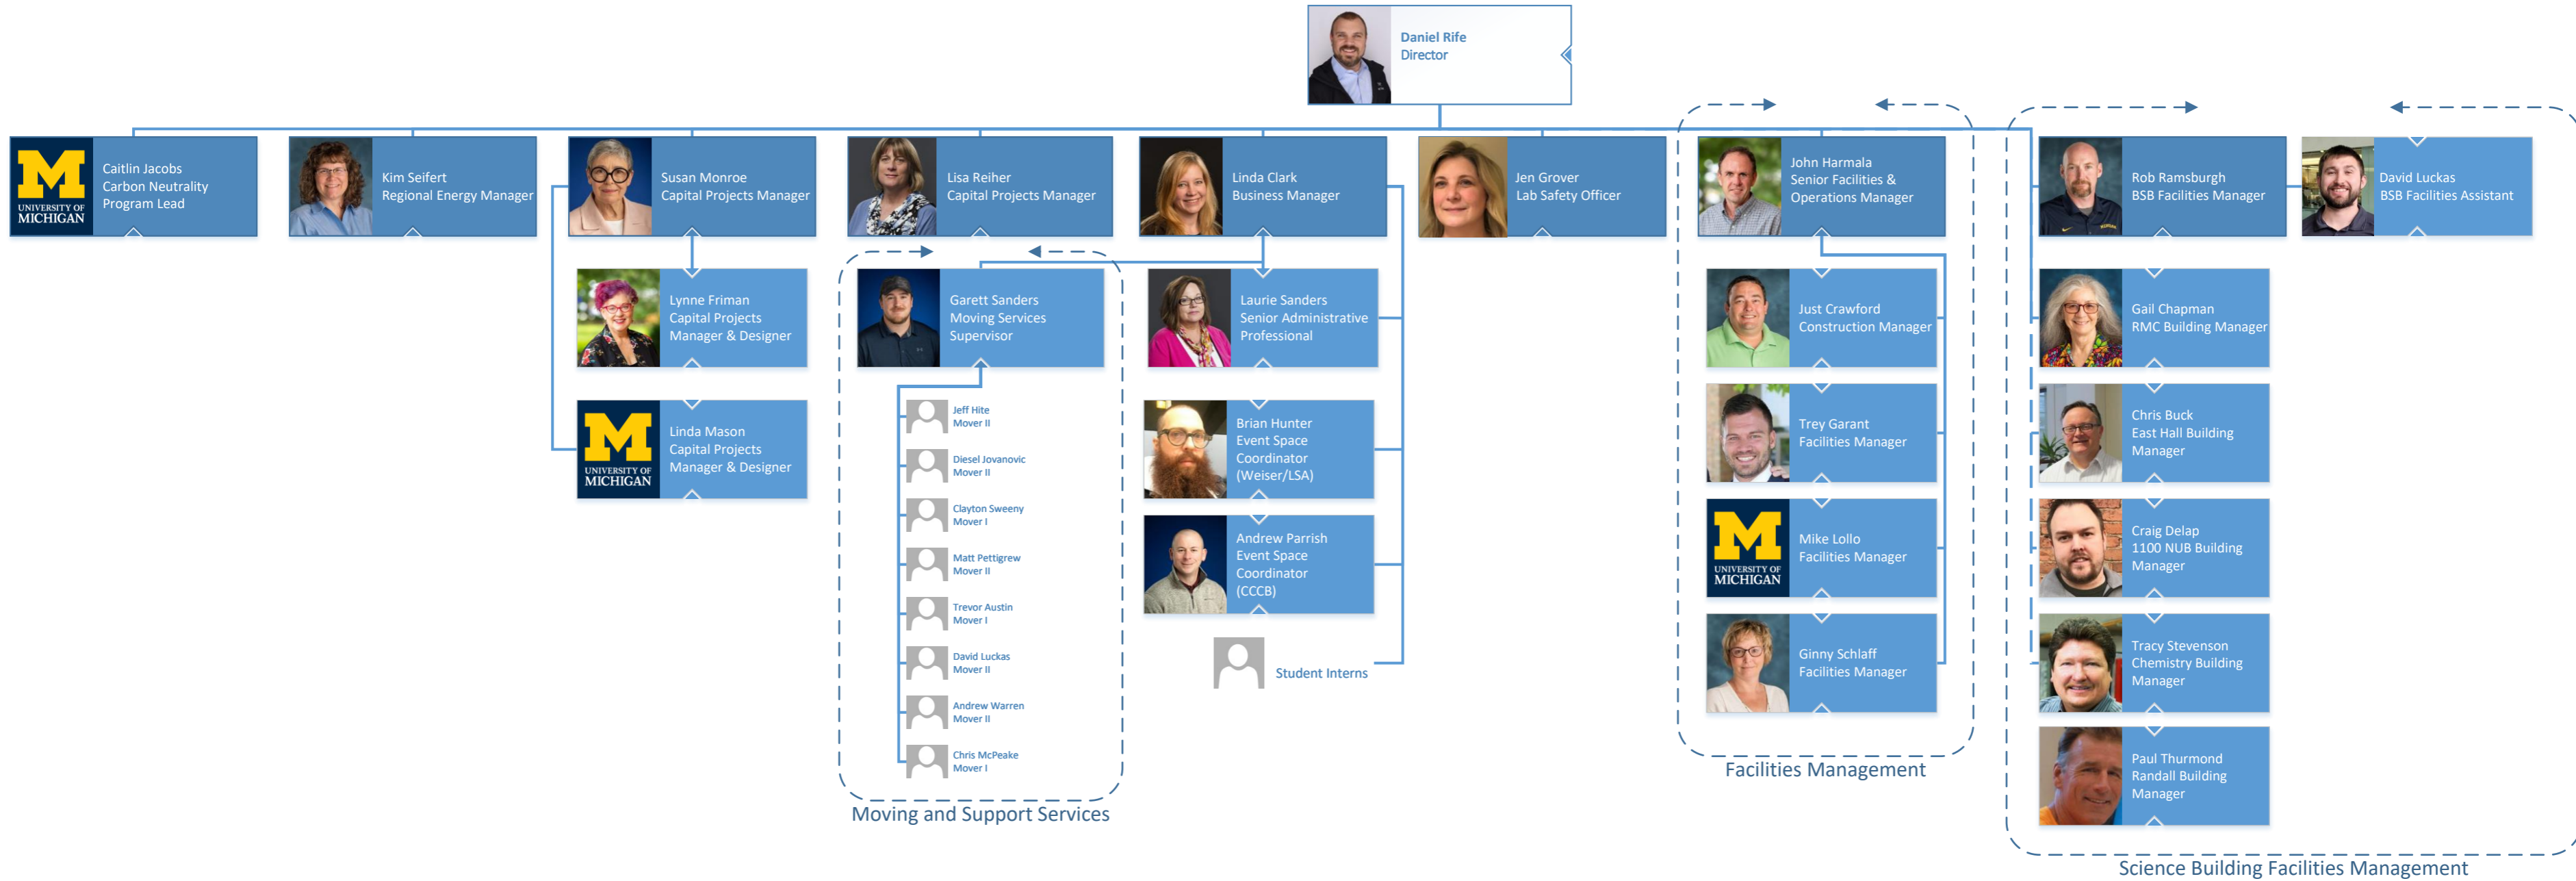 Daniel Rife
Director
UNIVERSITY OF
MICHIGAN
Caitlin Jacobs
Carbon Neutrality
Program Lead
Kim Seifert
Regional Energy Manager
Susan Monroe
Capital Projects Manager
Lisa Reiher
Capital Projects Manager
Linda Clark
Business Manager
Jen Grover
Lab Safety Officer
John Harmala
Senior Facilities &
Operations Manager
Rob Ramsburgh
BSB Facilities Manager
David Luckas
BSB Facilities Assistant
Lynne Friman
Capital Projects
Manager & Designer
UNIVERSITY OF
MICHIGAN
Linda Mason
Capital Projects
Manager & Designer
Garett Sanders
Moving Services
Supervisor
Jeff Hite
Mover II
Diesel Jovanovic
Mover II
Clayton Sweeny
Mover I
Matt Pettigrew
Mover II
Trevor Austin
Mover I
David Luckas
Mover II
Andrew Warren
Mover II
Chris McPeake
Mover I
Moving and Support Services
Laurie Sanders
Senior Administrative
Professional
Brian Hunter
Event Space
Coordinator
(Weiser/LSA)
Andrew Parrish
Event Space
Coordinator
(CCCB)
Student Interns
Just Crawford
Construction Manager
Trey Garant
Facilities Manager
UNIVERSITY OF
MICHIGAN
Mike Lollo
Facilities Manager
Ginny Schlaff
Facilities Manager
Facilities Management
Gail Chapman
RMC Building Manager
Chris Buck
East Hall Building
Manager
Craig Delap
1100 NUB Building
Manager
Tracy Stevenson
Chemistry Building
Manager
Paul Thurmond
Randall Building
Manager
Science Building Facilities Management